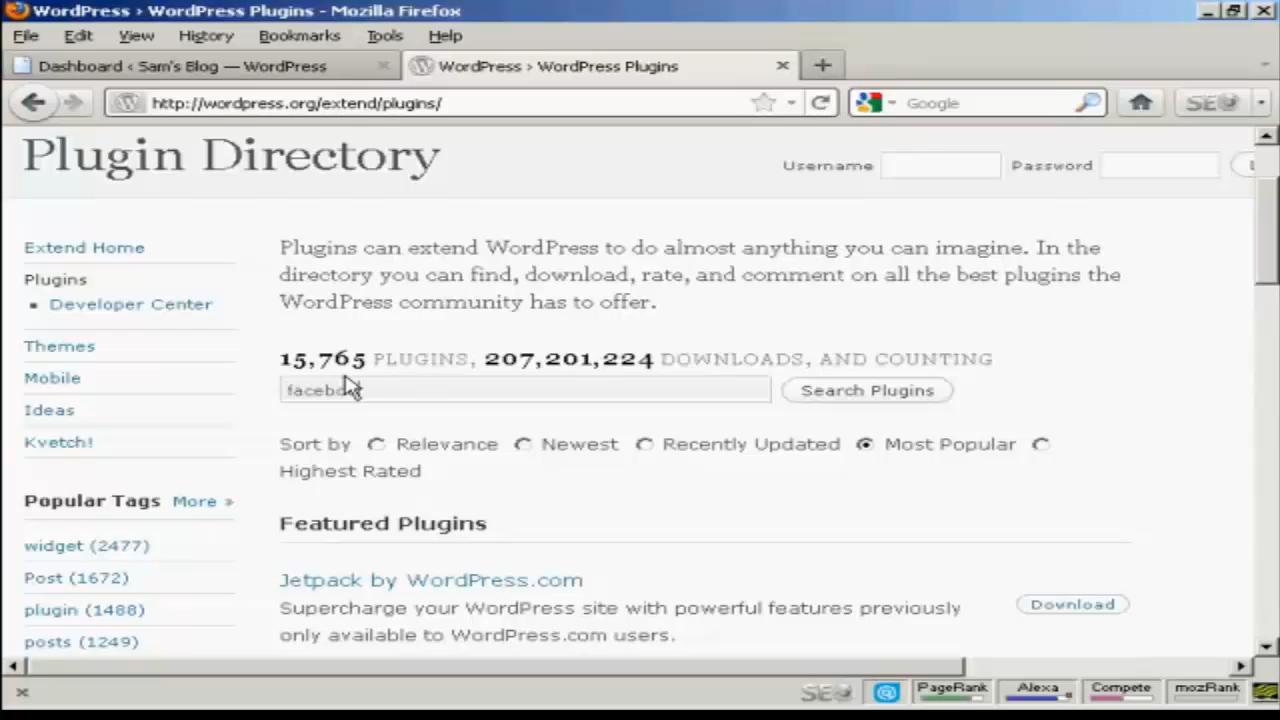 WordPress › WordPress Plugins - Mozilla Firefox
File Edit View History Bookmarks Tools Help
Dashboard ‹ Sam's Blog — WordPress
WordPress › WordPress Plugins
http://wordpress.org/extend/plugins/
Google
Plugin Directory
Username
Password
Extend Home
Plugins
Developer Center
Themes
Mobile
Ideas
Kvetch!
Popular Tags More »
widget (2477)
Post (1672)
plugin (1488)
posts (1249)
Plugins can extend WordPress to do almost anything you can imagine. In the
directory you can find, download, rate, and comment on all the best plugins the
WordPress community has to offer.
15,765 PLUGINS, 207,201,224 DOWNLOADS, AND COUNTING
Search Plugins
Sort by Relevance Newest Recently Updated Most Popular
Highest Rated
Featured Plugins
Jetpack by WordPress.com
Supercharge your WordPress site with powerful features previously
only available to WordPress.com users.
Download
PageRank Alexa Compete mozRank